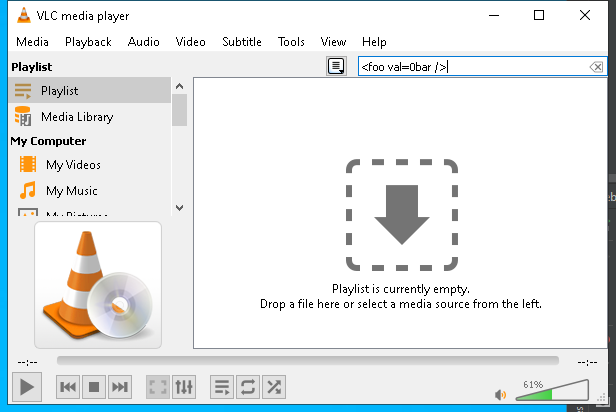 VLC media player
Media Playback Audio Video Subtitle Tools View Help
Playlist
<foo val=0bar />
Playlist
Media Library
My Computer
My Videos
My Music
Playlist is currently empty.
Drop a file here or select a media source from the left.
--:--
--:--
61%